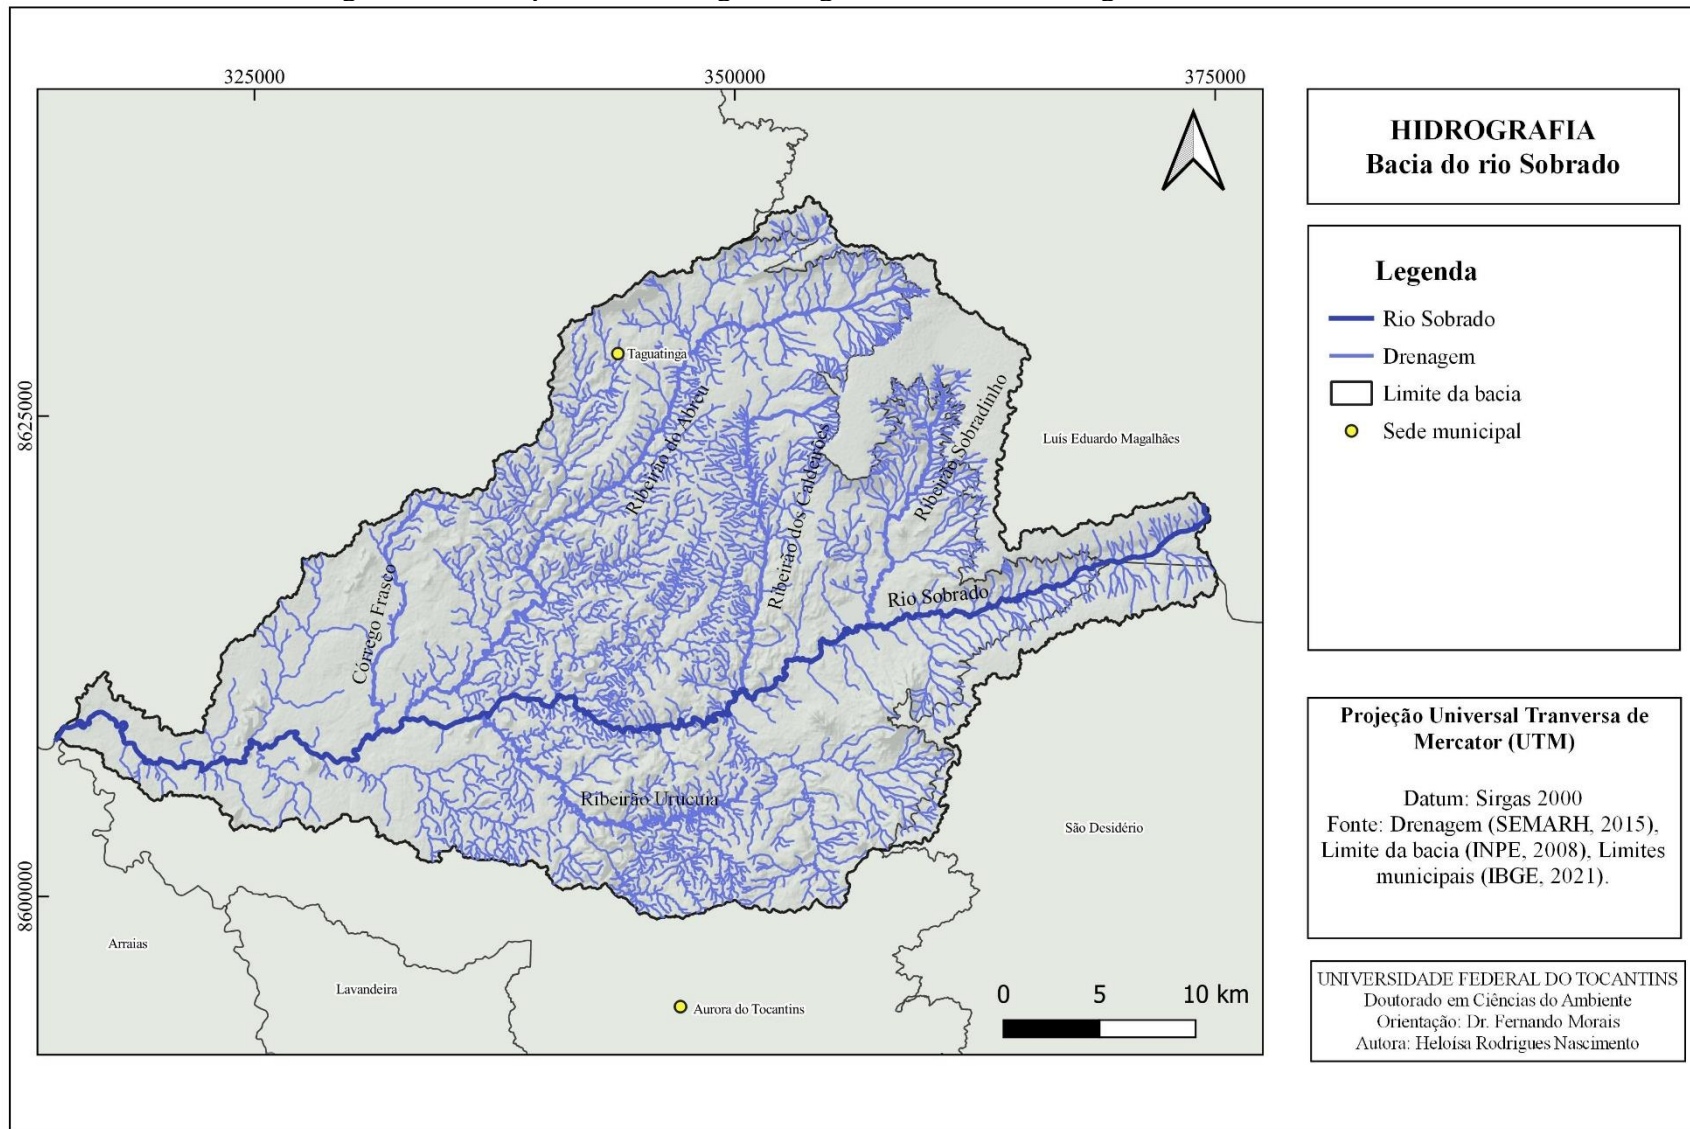 325000
350000
375000
8625000
8600000
Taguatinga
Ribeirão do Abreu
Ribeirão dos Caldeirões
Ribeirão Sobradinho
Luís Eduardo Magalhães
Córrego Frasco
Rio Sobrado
Ribeirão Urucuia
São Desidério
Arraias
Lavandeira
Aurora do Tocantins
0 5 10 km
HIDROGRAFIA
Bacia do rio Sobrado
Legenda
Rio Sobrado
Drenagem
Limite da bacia
Sede municipal
Projeção Universal Tranversa de
Mercator (UTM)
Datum: Sirgas 2000
Fonte: Drenagem (SEMARH, 2015),
Limite da bacia (INPE, 2008), Limites
municipais (IBGE, 2021).
UNIVERSIDADE FEDERAL DO TOCANTINS
Doutorado em Ciências do Ambiente
Orientação: Dr. Fernando Morais
Autora: Heloísa Rodrigues Nascimento